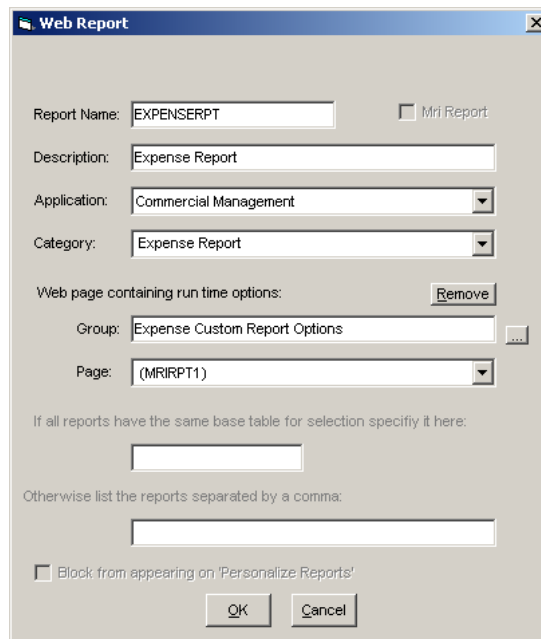 Web Report
Report Name: EXPENSERPT Mri Report
Description: Expense Report
Application: Commercial Management
Category: Expense Report
Web page containing run time options: Remove
Group: Expense Custom Report Options ...
Page: (MRIRPT1)
If all reports have the same base table for selection specifiy it here:
Otherwise list the reports separated by a comma:
Block from appearing on 'Personalize Reports'
OK Cancel